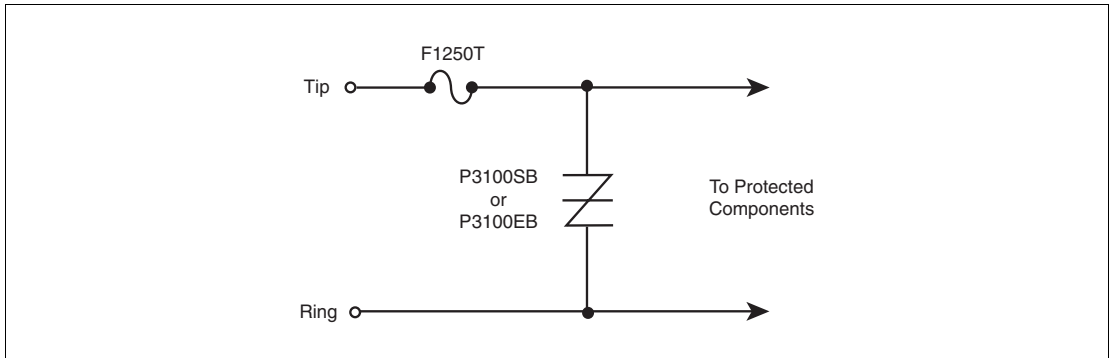 F1250T
Tip
P3100SB
or
P3100EB
To Protected
Components
Ring